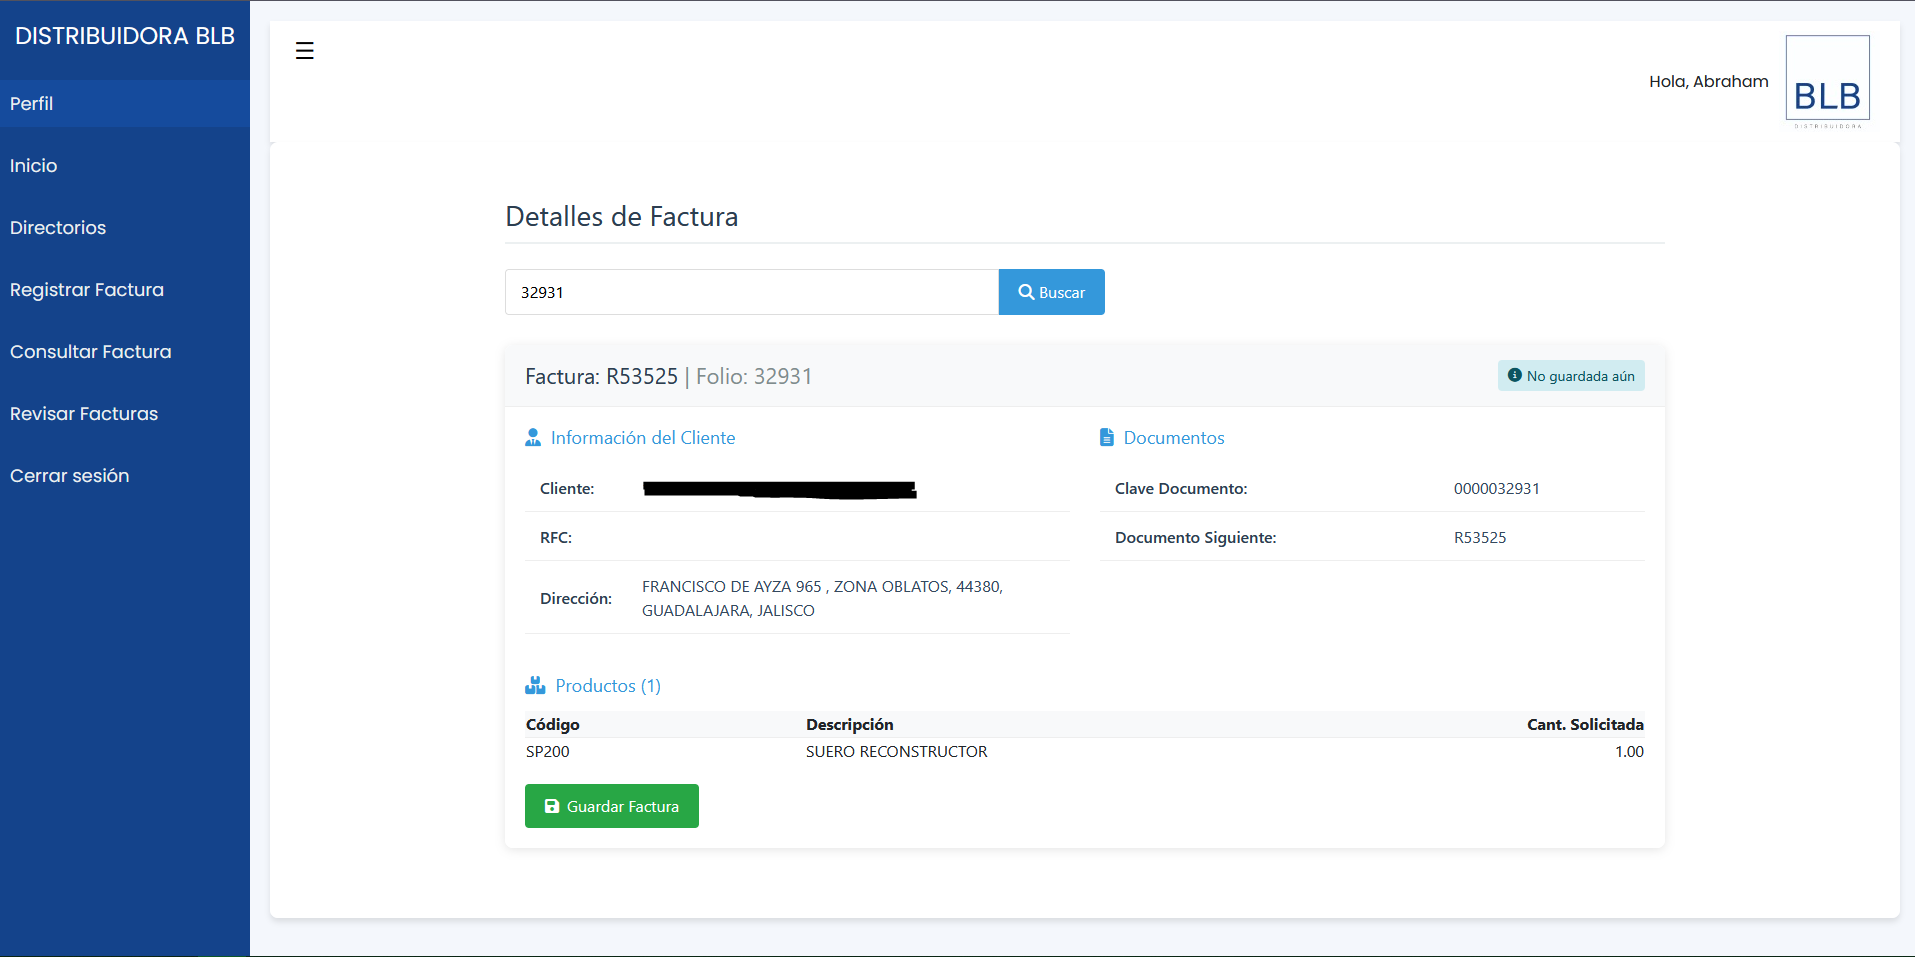 DISTRIBUIDORA BLB
Perfil
Inicio
Directorios
Registrar Factura
Consultar Factura
Revisar Facturas
Cerrar sesión
Hola, Abraham
BLB
DISTRIBUIDORA
Detalles de Factura
32931
Buscar
Factura: R53525 | Folio: 32931
No guardada aún
Información del Cliente
Cliente:
RFC:
Dirección: FRANCISCO DE AYZA 965 , ZONA OBLATOS, 44380,
GUADALAJARA, JALISCO
Documentos
Clave Documento: 0000032931
Documento Siguiente: R53525
Productos (1)
Código Descripción Cant. Solicitada
SP200 SUERO RECONSTRUCTOR 1.00
Guardar Factura